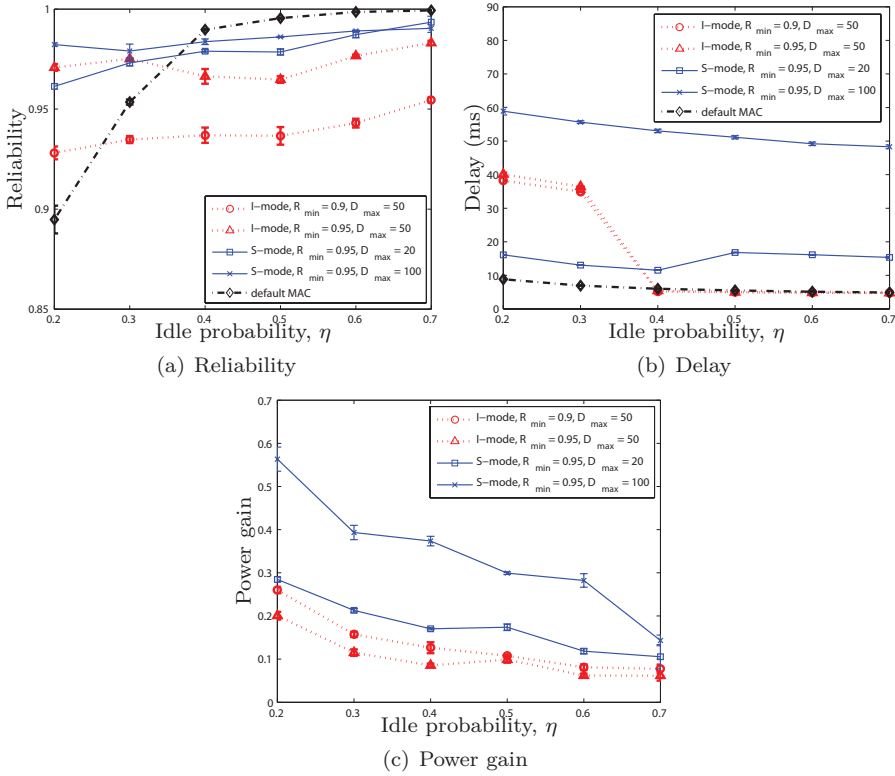 1
0.95
0.9
0.85
0.2 0.3 0.4 0.5 0.6 0.7
Reliability
Idle probability, η
I−mode, R min = 0.9, D max = 50
I−mode, R min = 0.95, D max = 50
S−mode, R min = 0.95, D max = 20
S−mode, R min = 0.95, D max = 100
default MAC
(a) Reliability
90
80
70
60
50
40
30
20
10
0
0.2 0.3 0.4 0.5 0.6 0.7
Delay (ms)
Idle probability, η
I−mode, R min = 0.9, D max = 50
I−mode, R min = 0.95, D max = 50
S−mode, R min = 0.95, D max = 20
S−mode, R min = 0.95, D max = 100
default MAC
(b) Delay
0.7
0.6
0.5
0.4
0.3
0.2
0.1
0
0.2 0.3 0.4 0.5 0.6 0.7
Power gain
Idle probability, η
I−mode, R min = 0.9, D max = 50
I−mode, R min = 0.95, D max = 50
S−mode, R min = 0.95, D max = 20
S−mode, R min = 0.95, D max = 100
(c) Power gain